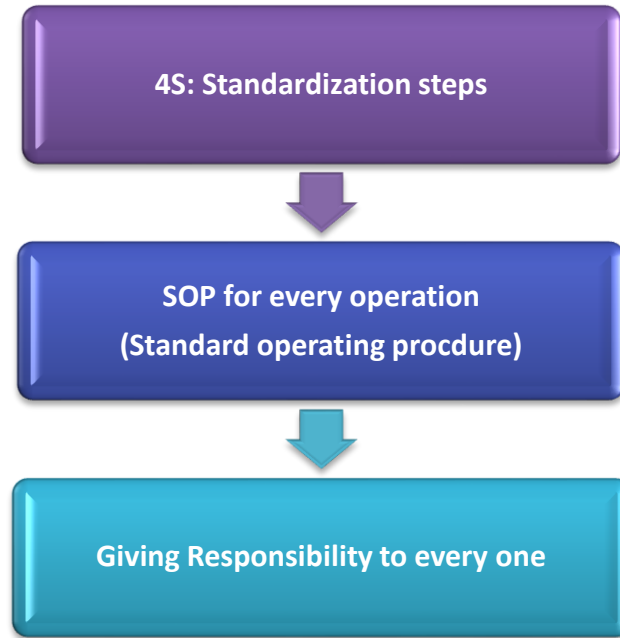 4S: Standardization steps
SOP for every operation
(Standard operating procdure)
Giving Responsibility to every one